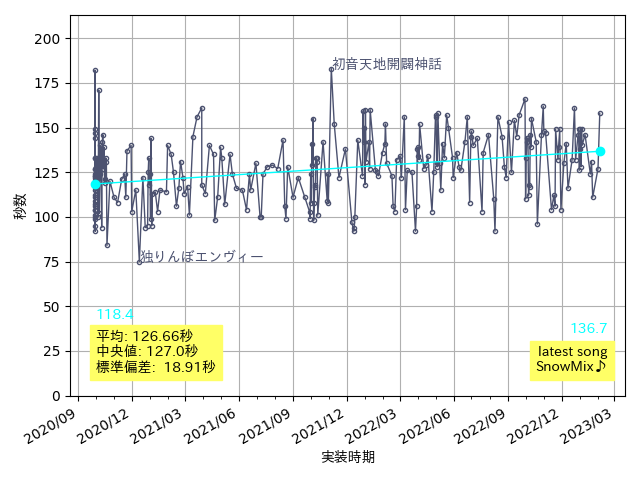 200
175
150
125
100
75
50
25
0
秒数
初音天地開闢神話
独りんぼエンヴィー
118.4
136.7
平均: 126.66秒
中央値: 127.0秒
標準偏差: 18.91秒
latest song
SnowMix♪
2020/09
2020/12
2021/03
2021/06
2021/09
2021/12
2022/03
2022/06
2022/09
2022/12
2023/03
実装時期